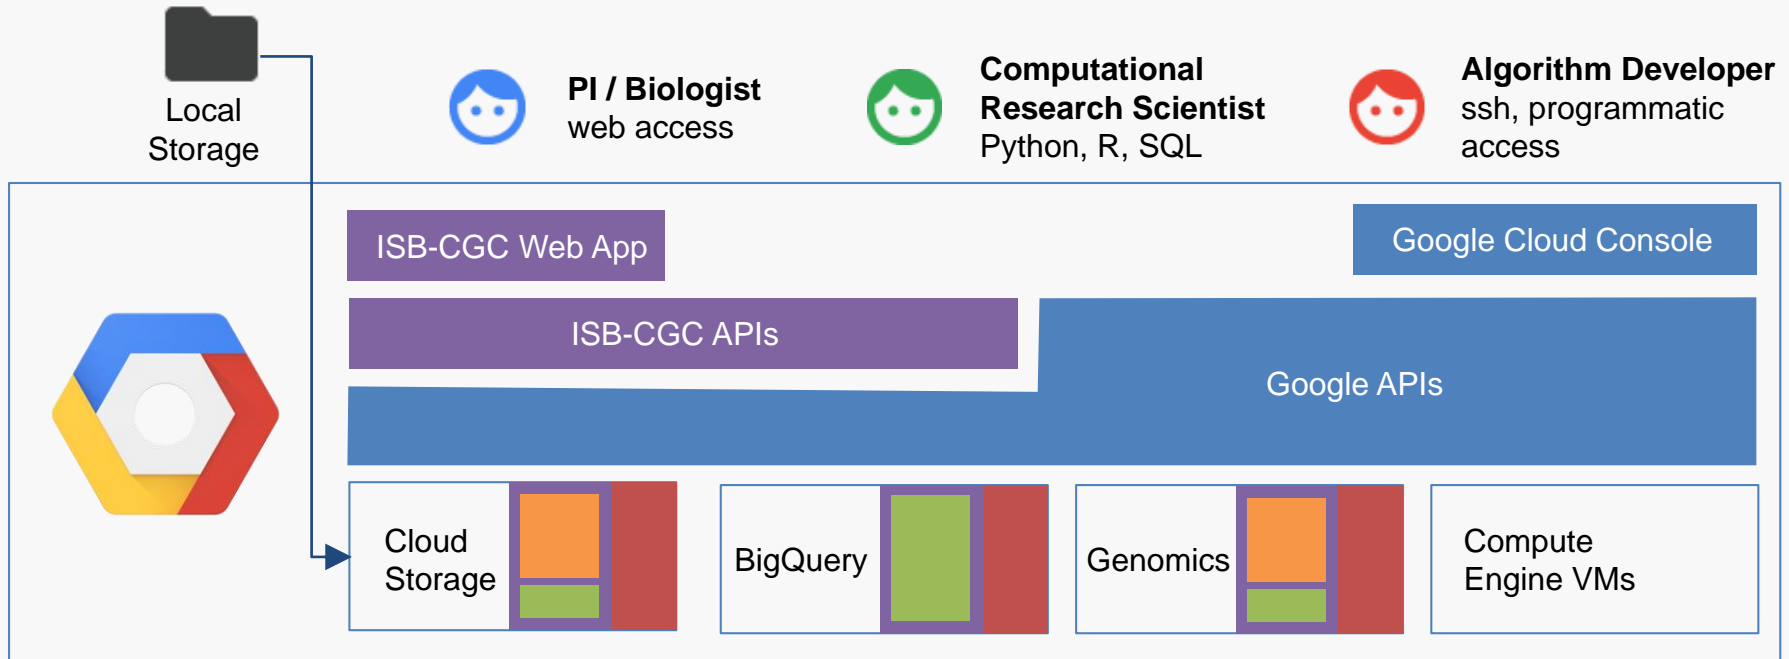 Local
Storage
PI / Biologist
web access
Computational
Research Scientist
Python, R, SQL
Algorithm Developer
ssh, programmatic
access
ISB-CGC Web App
Google Cloud Console
ISB-CGC APIs
Google APIs
Cloud
Storage
BigQuery
Genomics
Compute
Engine VMs